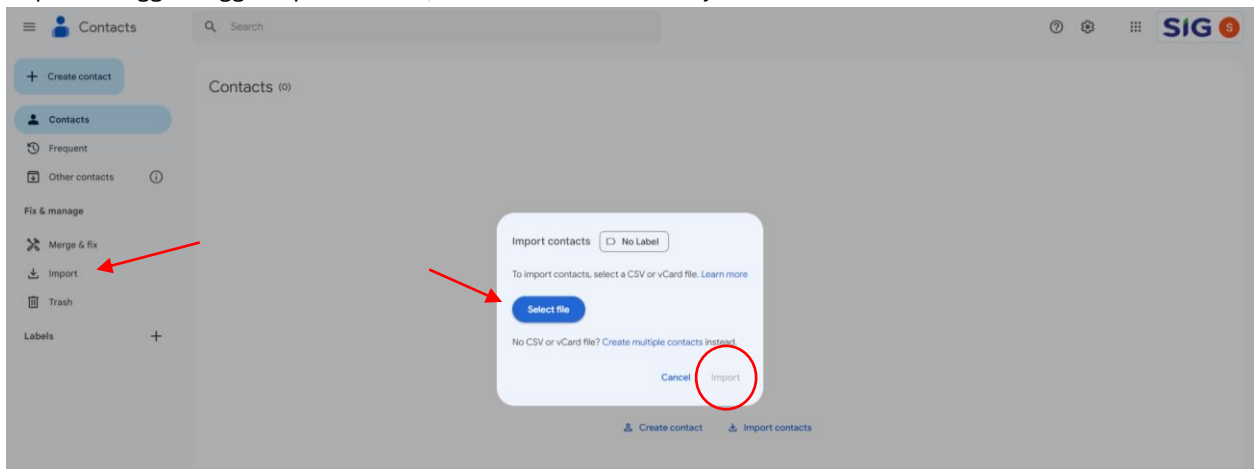 Contacts
Search
SIG S
Create contact
Contacts (0)
Contacts
Frequent
Other contacts
Fix & manage
Merge & fix
Import
Trash
Labels
Import contacts No Label
To import contacts, select a CSV or vCard file. Learn more
Select file
No CSV or vCard file? Create multiple contacts instead.
Cancel Import
Create contact Import contacts